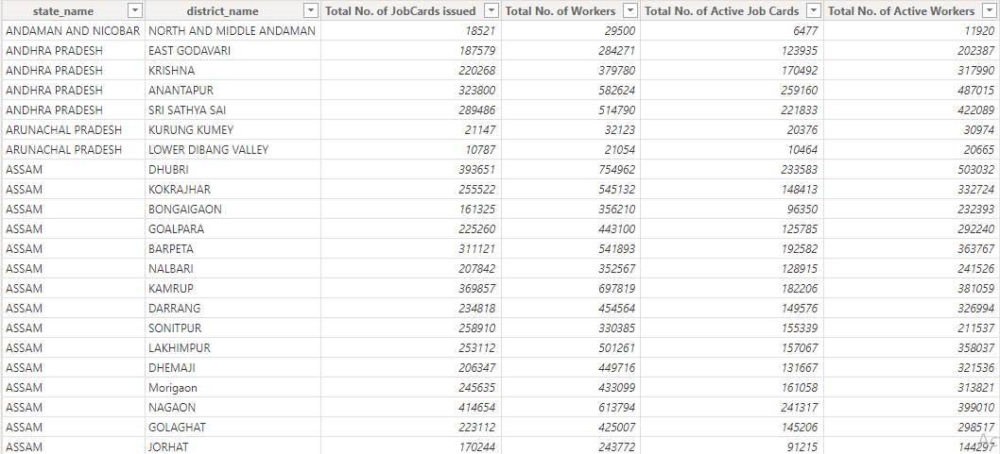 state_name district_name Total No. of JobCards issued Total No. of Workers Total No. of Active Job Cards Total No. of Active Workers
ANDAMAN AND NICOBAR NORTH AND MIDDLE ANDAMAN 18521 29500 6477 11920
ANDHRA PRADESH EAST GODAVARI 187579 284271 123935 202387
ANDHRA PRADESH KRISHNA 220268 379780 170492 317990
ANDHRA PRADESH ANANTAPUR 323800 582624 259160 487015
ANDHRA PRADESH SRI SATHYA SAI 289486 514790 221833 422089
ARUNACHAL PRADESH KURUNG KUMEY 21147 32123 20376 30974
ARUNACHAL PRADESH LOWER DIBANG VALLEY 10787 21054 10464 20665
ASSAM DHUBRI 393651 754962 233583 503032
ASSAM KOKRAJHAR 255522 545132 148413 332724
ASSAM BONGAIGAON 161325 356210 96350 232393
ASSAM GOALPARA 225260 443100 125785 292240
ASSAM BARPETA 311121 541893 192582 363767
ASSAM NALBARI 207842 352567 128915 241526
ASSAM KAMRUP 369857 697819 182206 381059
ASSAM DARRANG 234818 454564 149576 326994
ASSAM SONITPUR 258910 330385 155339 211537
ASSAM LAKHIMPUR 253112 501261 157067 358037
ASSAM DHEMAJI 206347 449716 131667 321536
ASSAM Morigaon 245635 433099 161058 313821
ASSAM NAGAON 414654 613794 241317 399010
ASSAM GOLAGHAT 223112 425007 145206 298517
ASSAM JORHAT 170244 243772 91215 144297